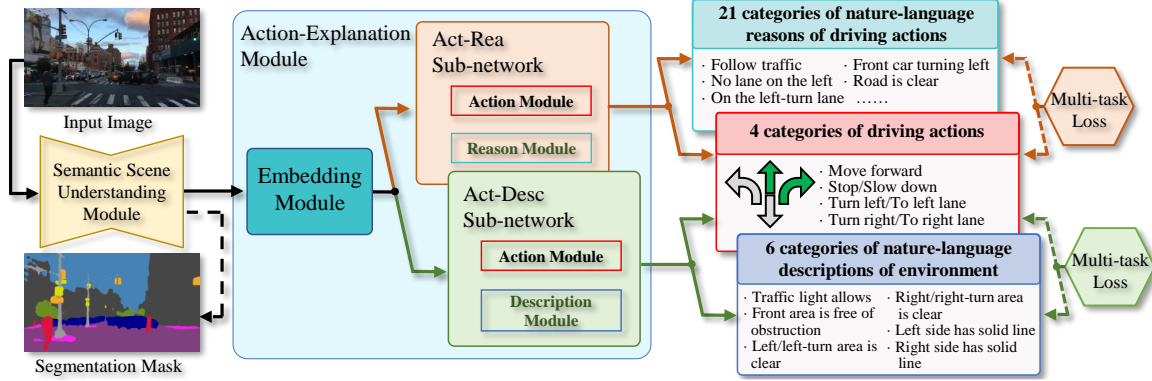 Input Image
Semantic Scene
Understanding
Module
Segmentation Mask
Action-Explanation
Module
Embedding
Module
Act-Rea
Sub-network
Action Module
Reason Module
Act-Desc
Sub-network
Action Module
Description
Module
21 categories of nature-language
reasons of driving actions
· Follow traffic
· No lane on the left
· On the left-turn lane
· Front car turning left
· Road is clear
......
4 categories of driving actions
· Move forward
· Stop/Slow down
· Turn left/To left lane
· Turn right/To right lane
6 categories of nature-language
descriptions of environment
· Traffic light allows
· Front area is free of
obstruction
· Left/left-turn area is
clear
· Right/right-turn area
is clear
· Left side has solid line
· Right side has solid
line
Multi-task
Loss
Multi-task
Loss